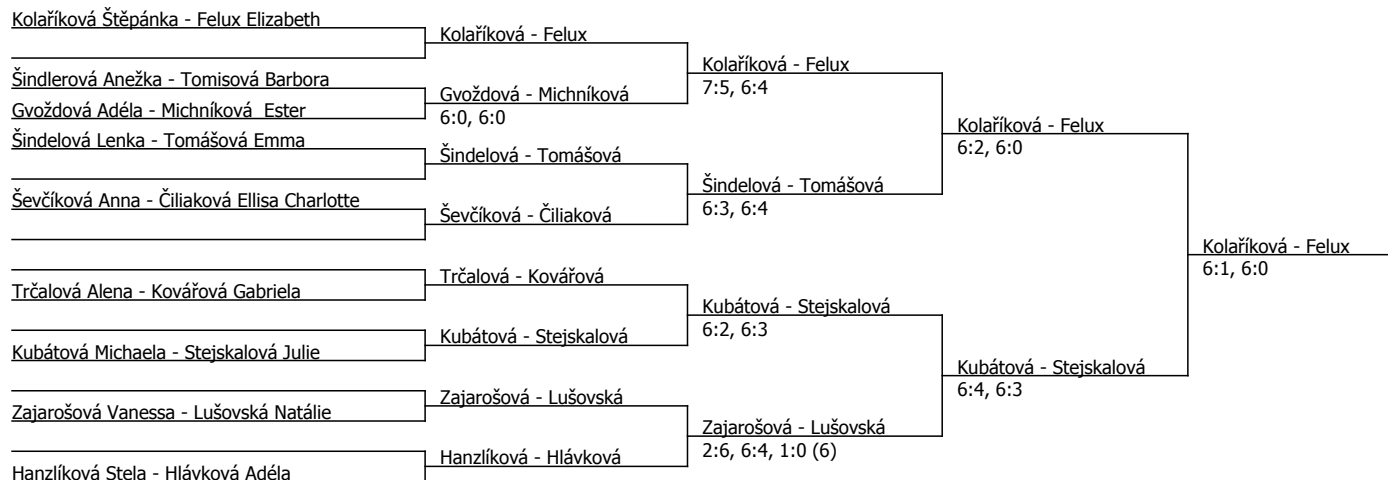 Kolaříková Štěpánka - Felux Elizabeth
Šindlerová Anežka - Tomisová Barbora
Gvoždová Adéla - Michníková  Ester
Šindelová Lenka - Tomášová Emma
Ševčíková Anna - Čiliaková Ellisa Charlotte
Trčalová Alena - Kovářová Gabriela
Kubátová Michaela - Stejskalová Julie
Zajarošová Vanessa - Lušovská Natálie
Hanzlíková Stela - Hlávková Adéla
Kolaříková - Felux
Gvoždová - Michníková
6:0, 6:0
Šindelová - Tomášová
Ševčíková - Čiliaková
Trčalová - Kovářová
Kubátová - Stejskalová
Zajarošová - Lušovská
Hanzlíková - Hlávková
Kolaříková - Felux
7:5, 6:4
Šindelová - Tomášová
6:3, 6:4
Kubátová - Stejskalová
6:2, 6:3
Zajarošová - Lušovská
2:6, 6:4, 1:0 (6)
Kolaříková - Felux
6:2, 6:0
Kubátová - Stejskalová
6:4, 6:3
Kolaříková - Felux
6:1, 6:0